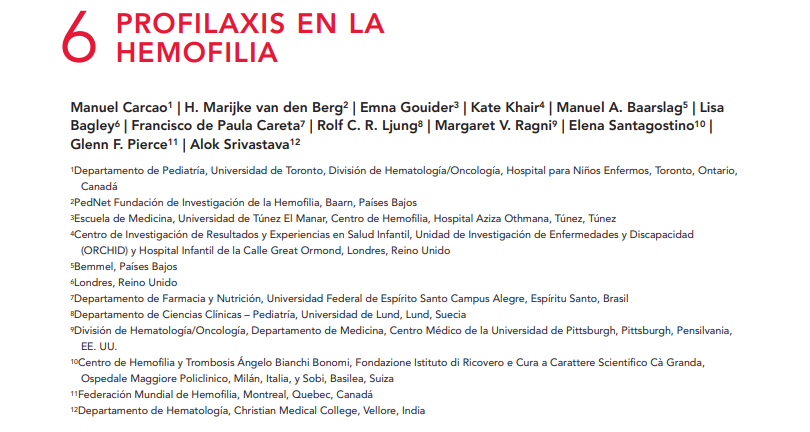 6 PROFILAXIS EN LA
HEMOFILIA
Manuel Carcao¹ | H. Marijke van den Berg² | Emna Gouider³ | Kate Khair⁴ | Manuel A. Baarslag⁵ | Lisa
Bagley⁶ | Francisco de Paula Careta⁷ | Rolf C. R. Ljung⁸ | Margaret V. Ragni⁹ | Elena Santagostino¹⁰ |
Glenn F. Pierce¹¹ | Alok Srivastava¹²
¹Departamento de Pediatría, Universidad de Toronto, División de Hematología/Oncología, Hospital para Niños Enfermos, Toronto, Ontario,
Canadá
²PedNet Fundación de Investigación de la Hemofilia, Baarn, Países Bajos
³Escuela de Medicina, Universidad de Túnez El Manar, Centro de Hemofilia, Hospital Aziza Othmana, Túnez, Túnez
⁴Centro de Investigación de Resultados y Experiencias en Salud Infantil, Unidad de Investigación de Enfermedades y Discapacidad
(ORCHID) y Hospital Infantil de la Calle Great Ormond, Londres, Reino Unido
⁵Bemmel, Países Bajos
⁶Londres, Reino Unido
⁷Departamento de Farmacia y Nutrición, Universidad Federal de Espírito Santo Campus Alegre, Espíritu Santo, Brasil
⁸Departamento de Ciencias Clínicas – Pediatría, Universidad de Lund, Lund, Suecia
⁹División de Hematología/Oncología, Departamento de Medicina, Centro Médico de la Universidad de Pittsburgh, Pittsburgh, Pensilvania,
EE. UU.
¹⁰Centro de Hemofilia y Trombosis Ángelo Bianchi Bonomi, Fondazione Istituto di Ricovero e Cura a Carattere Scientifico Cà Granda,
Ospedale Maggiore Policlinico, Milán, Italia, y Sobi, Basilea, Suiza
¹¹Federación Mundial de Hemofilia, Montreal, Quebec, Canadá
¹²Departamento de Hematología, Christian Medical College, Vellore, India